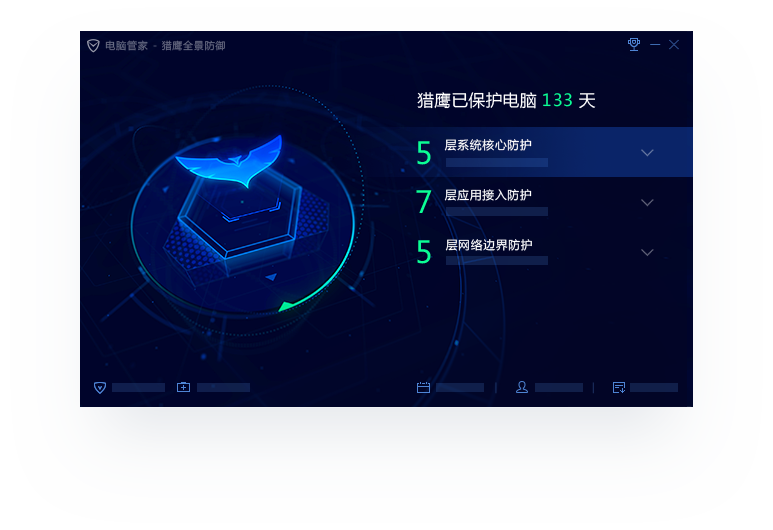 电脑管家 - 猎鹰全景防御
猎鹰已保护电脑 133 天
5 层系统核心防护
7 层应用接入防护
5 层网络边界防护